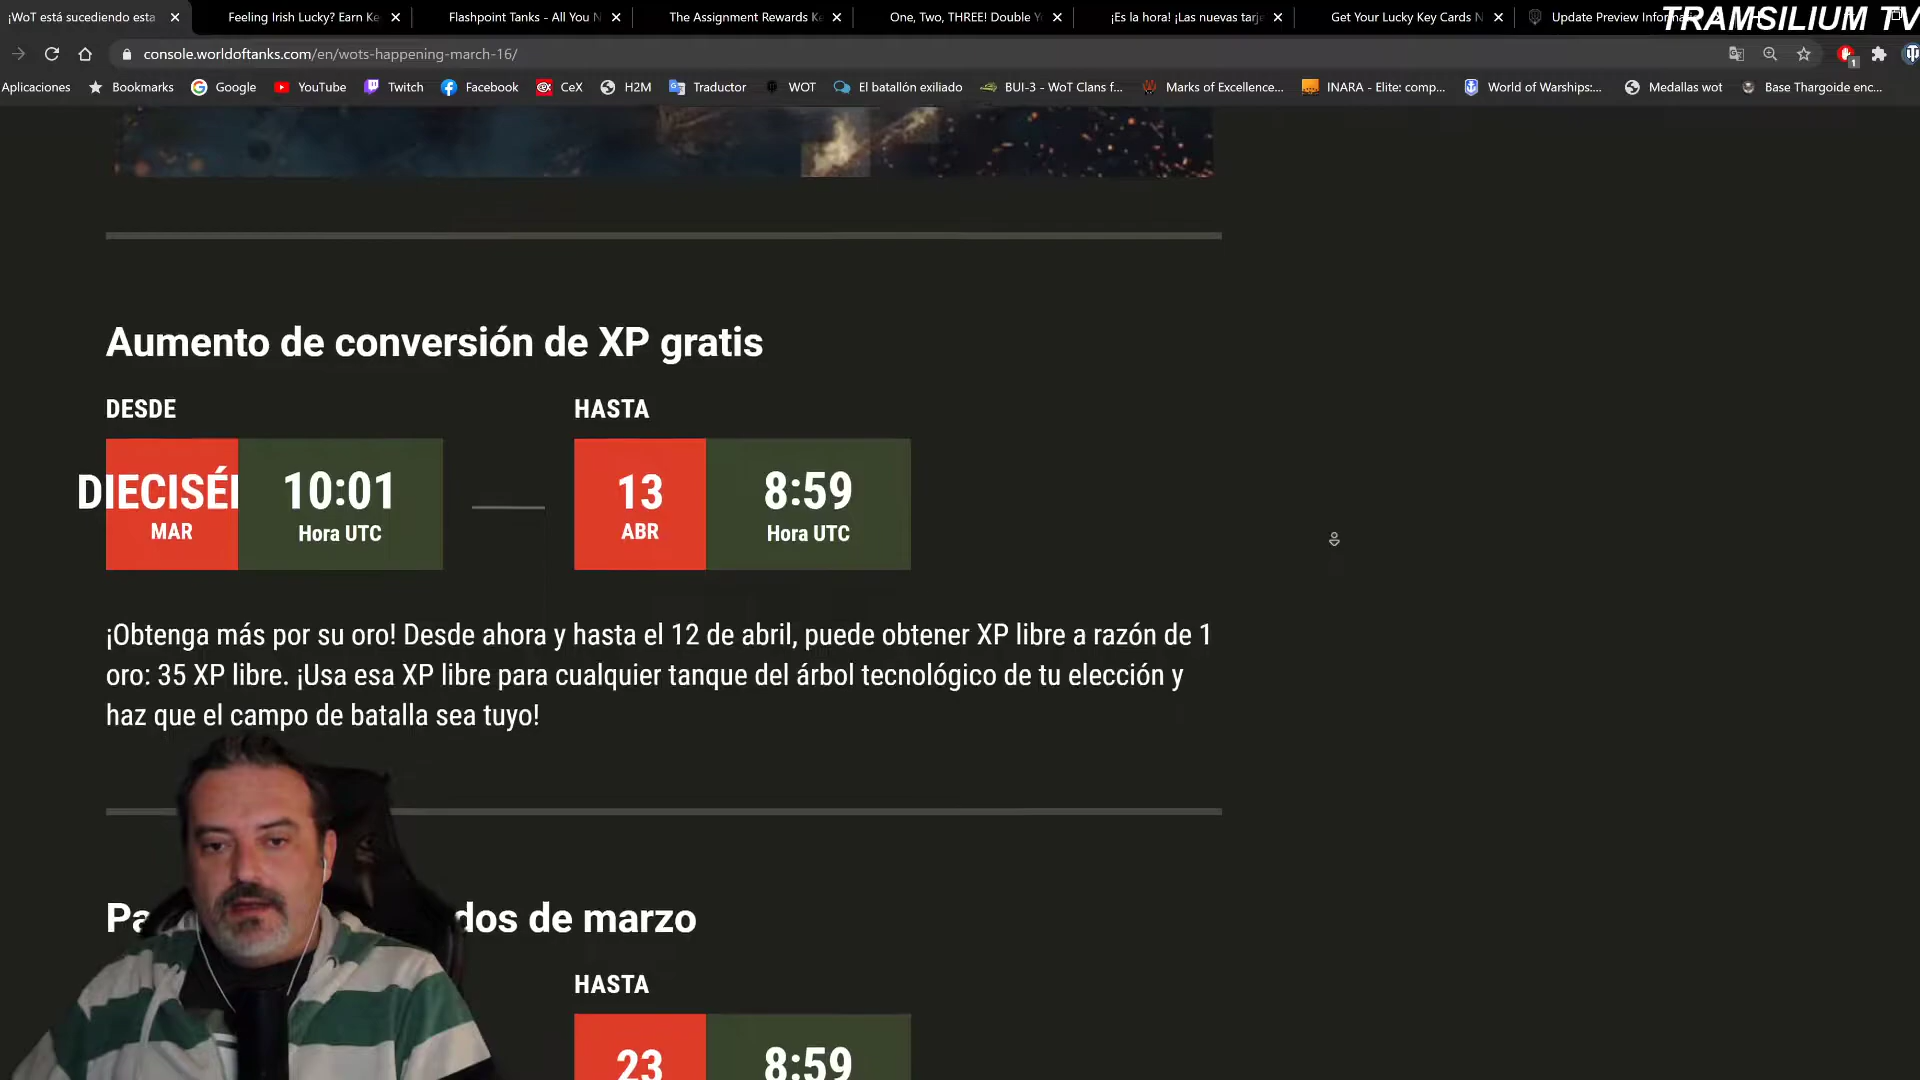 ¡WoT está sucediendo esta
Feeling Irish Lucky? Earn Ke
Flashpoint Tanks - All You N
The Assignment Rewards Ke
One, Two, THREE! Double Y
¡Es la hora! ¡Las nuevas tarje
Get Your Lucky Key Cards N
Update Preview Inform
TRAMSILIUM TV
console.worldoftanks.com/en/wots-happening-march-16/
1
Aplicaciones
Bookmarks
Google
YouTube
Twitch
Facebook
CeX
H2M
Traductor
WOT
El batallón exiliado
BUI-3 - WoT Clans f...
Marks of Excellence...
INARA - Elite: comp...
World of Warships:...
Medallas wot
Base Thargoide enc...
Aumento de conversión de XP gratis
DESDE
HASTA
DIECISÉI
MAR
10:01
Hora UTC
13
ABR
8:59
Hora UTC
¡Obtenga más por su oro! Desde ahora y hasta el 12 de abril, puede obtener XP libre a razón de 1
oro: 35 XP libre. ¡Usa esa XP libre para cualquier tanque del árbol tecnológico de tu elección y
haz que el campo de batalla sea tuyo!
Pa
dos de marzo
HASTA
23
8:59